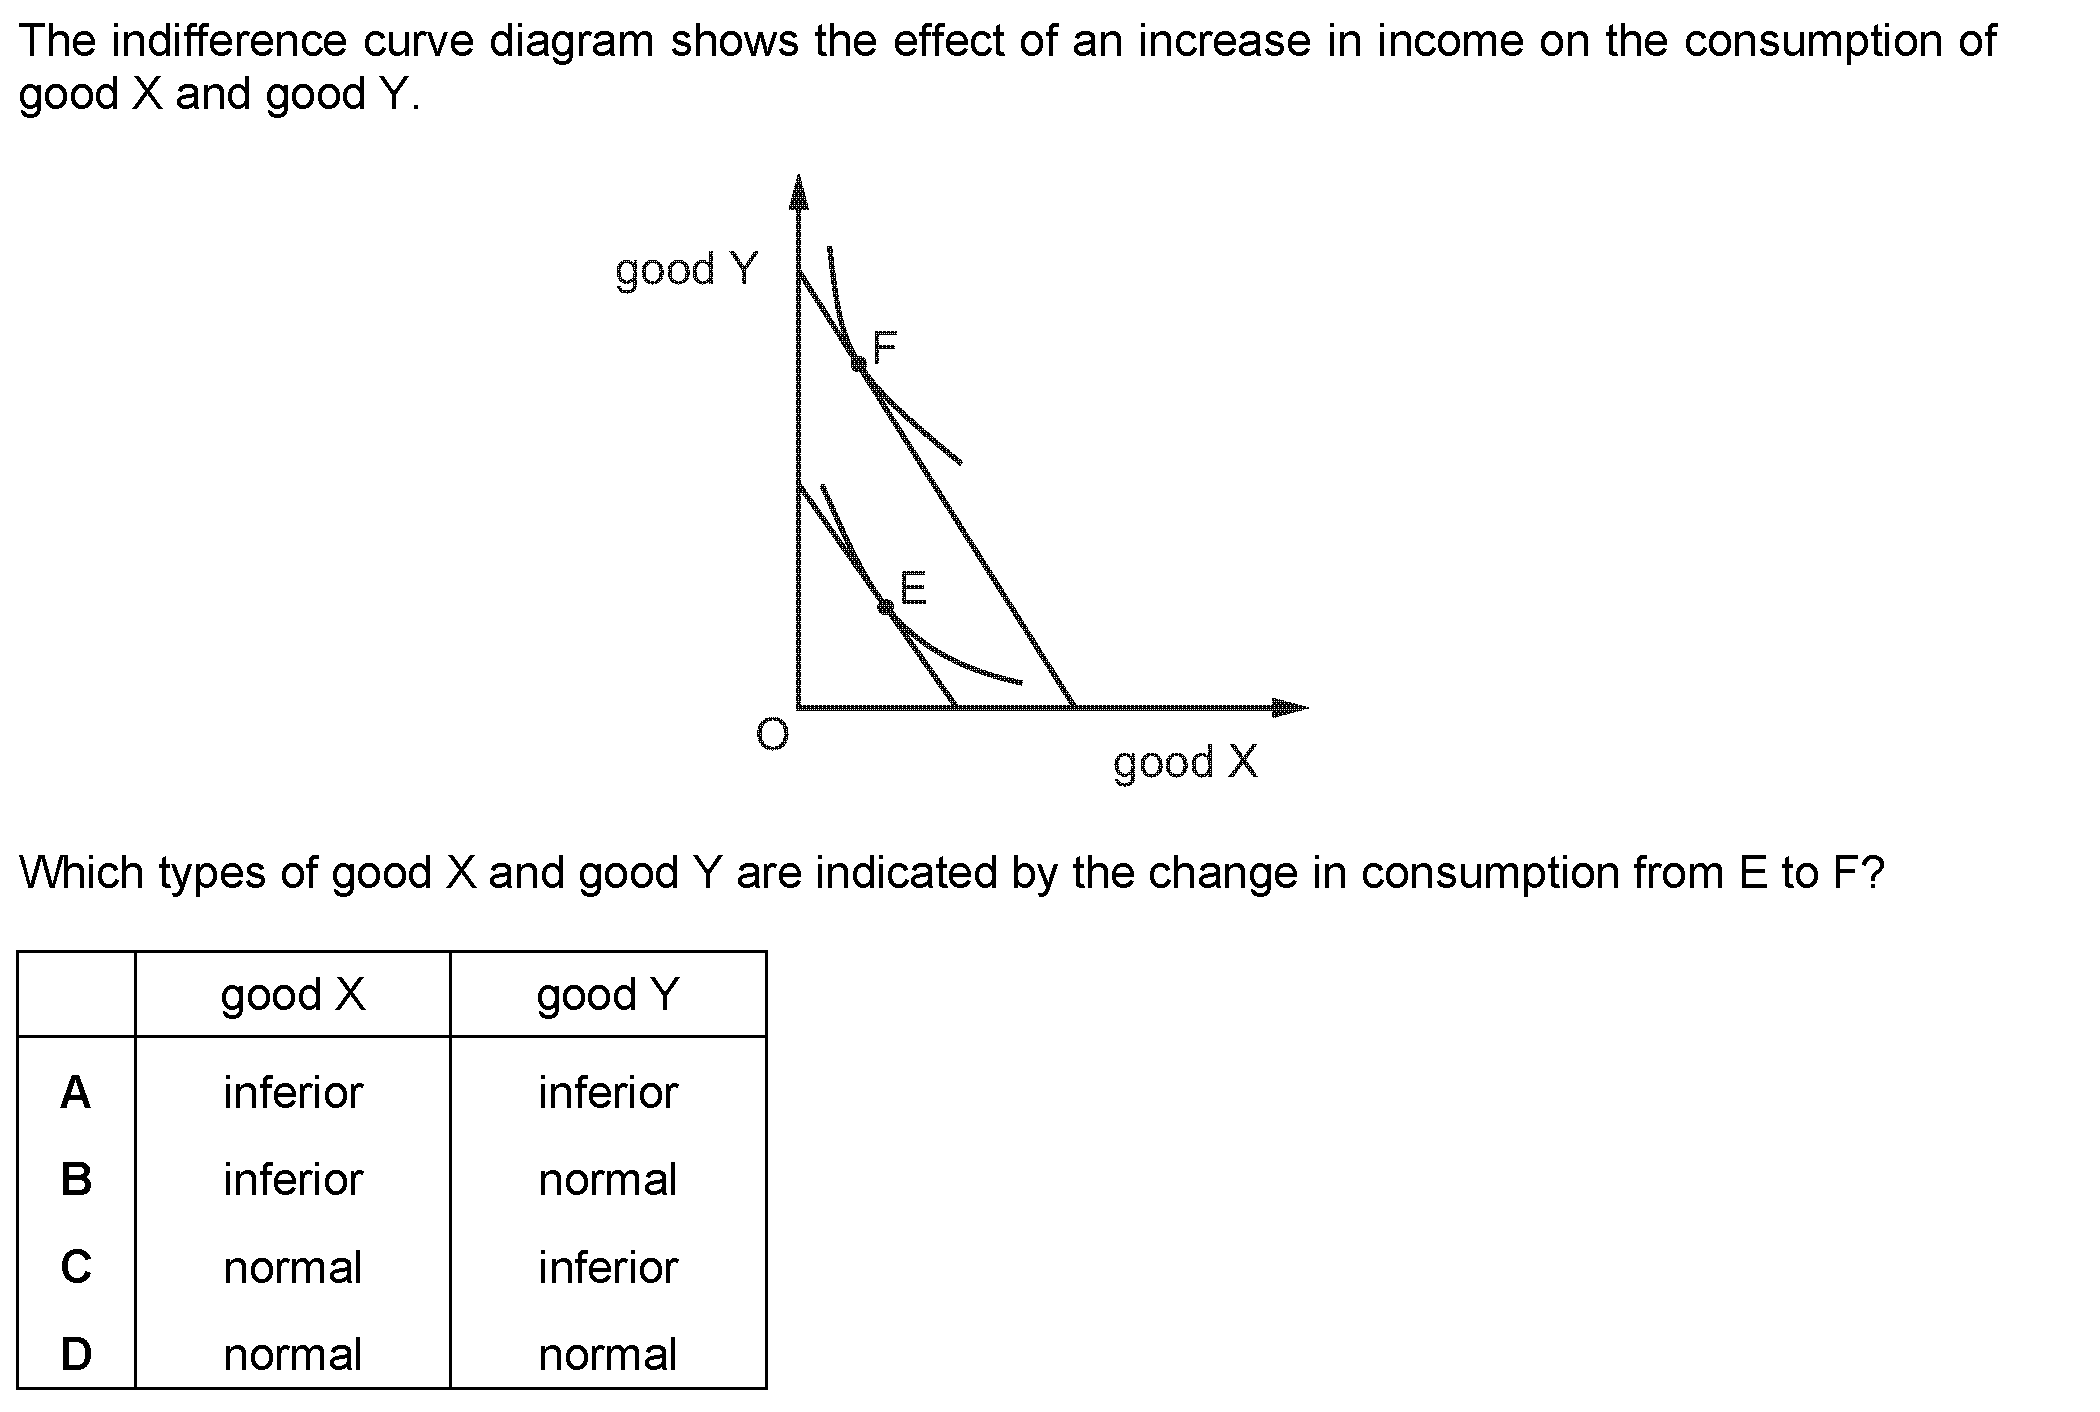 The indifference curve diagram shows the effect of an increase in income on the consumption of
good X and good Y.
good Y
F
E
O
good X
Which types of good X and good Y are indicated by the change in consumption from E to F?
good X good Y
A inferior inferior
B inferior normal
C normal inferior
D normal normal